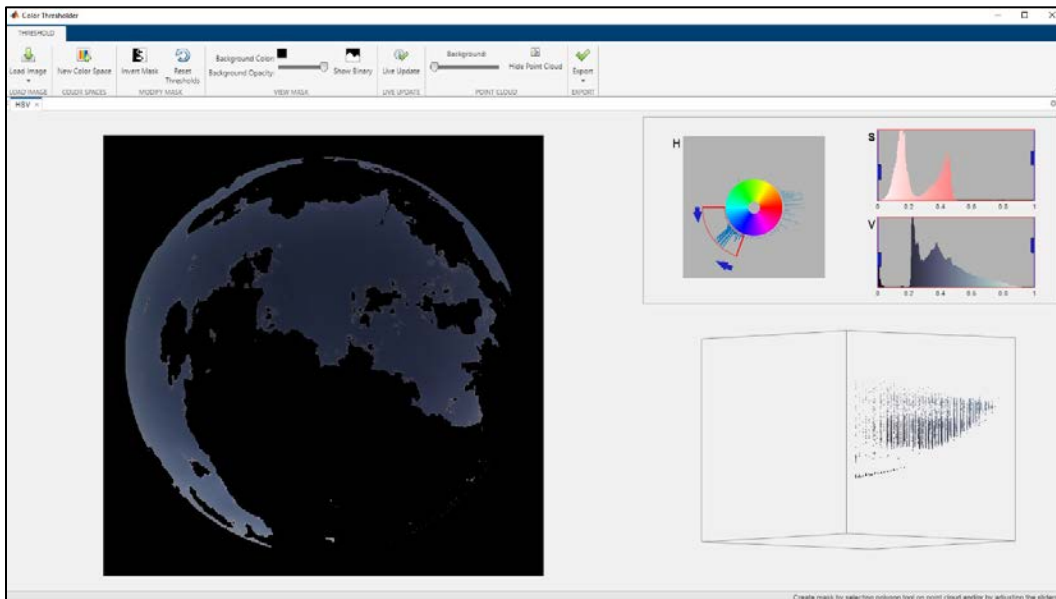 Color Thresholder
THRESHOLD
Load Image
New Color Space
Invert Mask
Reset Thresholds
Background Color:
Background Opacity:
Show Binary
Live Update
Background:
Hide Point Cloud
Export
LOAD IMAGE
COLOR SPACES
MODIFY MASK
VIEW MASK
LIVE UPDATE
POINT CLOUD
EXPORT
HSV
H
S
0 0.2 0.4 0.6 0.8 1
V
0 0.2 0.4 0.6 0.8 1
Create mask by selecting polygon tool on point cloud and/or by adjusting the sliders